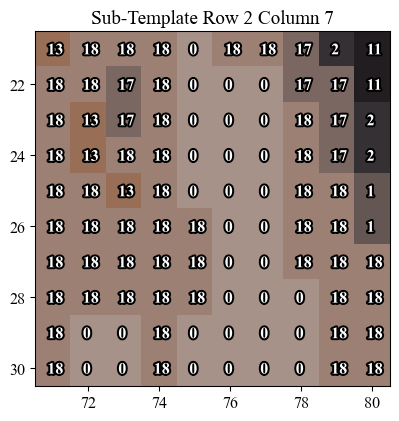 Sub-Template Row 2 Column 7
13 18 18 18 0 18 18 17 2 11
22 18 18 17 18 0 0 0 17 17 11
18 13 17 18 0 0 0 18 17 2
24 18 13 18 18 0 0 0 18 17 2
18 18 13 18 0 0 0 18 18 1
26 18 18 18 18 18 0 0 18 18 1
18 18 18 18 18 0 0 18 18 18
28 18 18 18 18 18 0 0 0 18 18
18 0 0 18 0 0 0 0 18 18
30 18 0 0 18 0 0 0 0 18 18
72 74 76 78 80